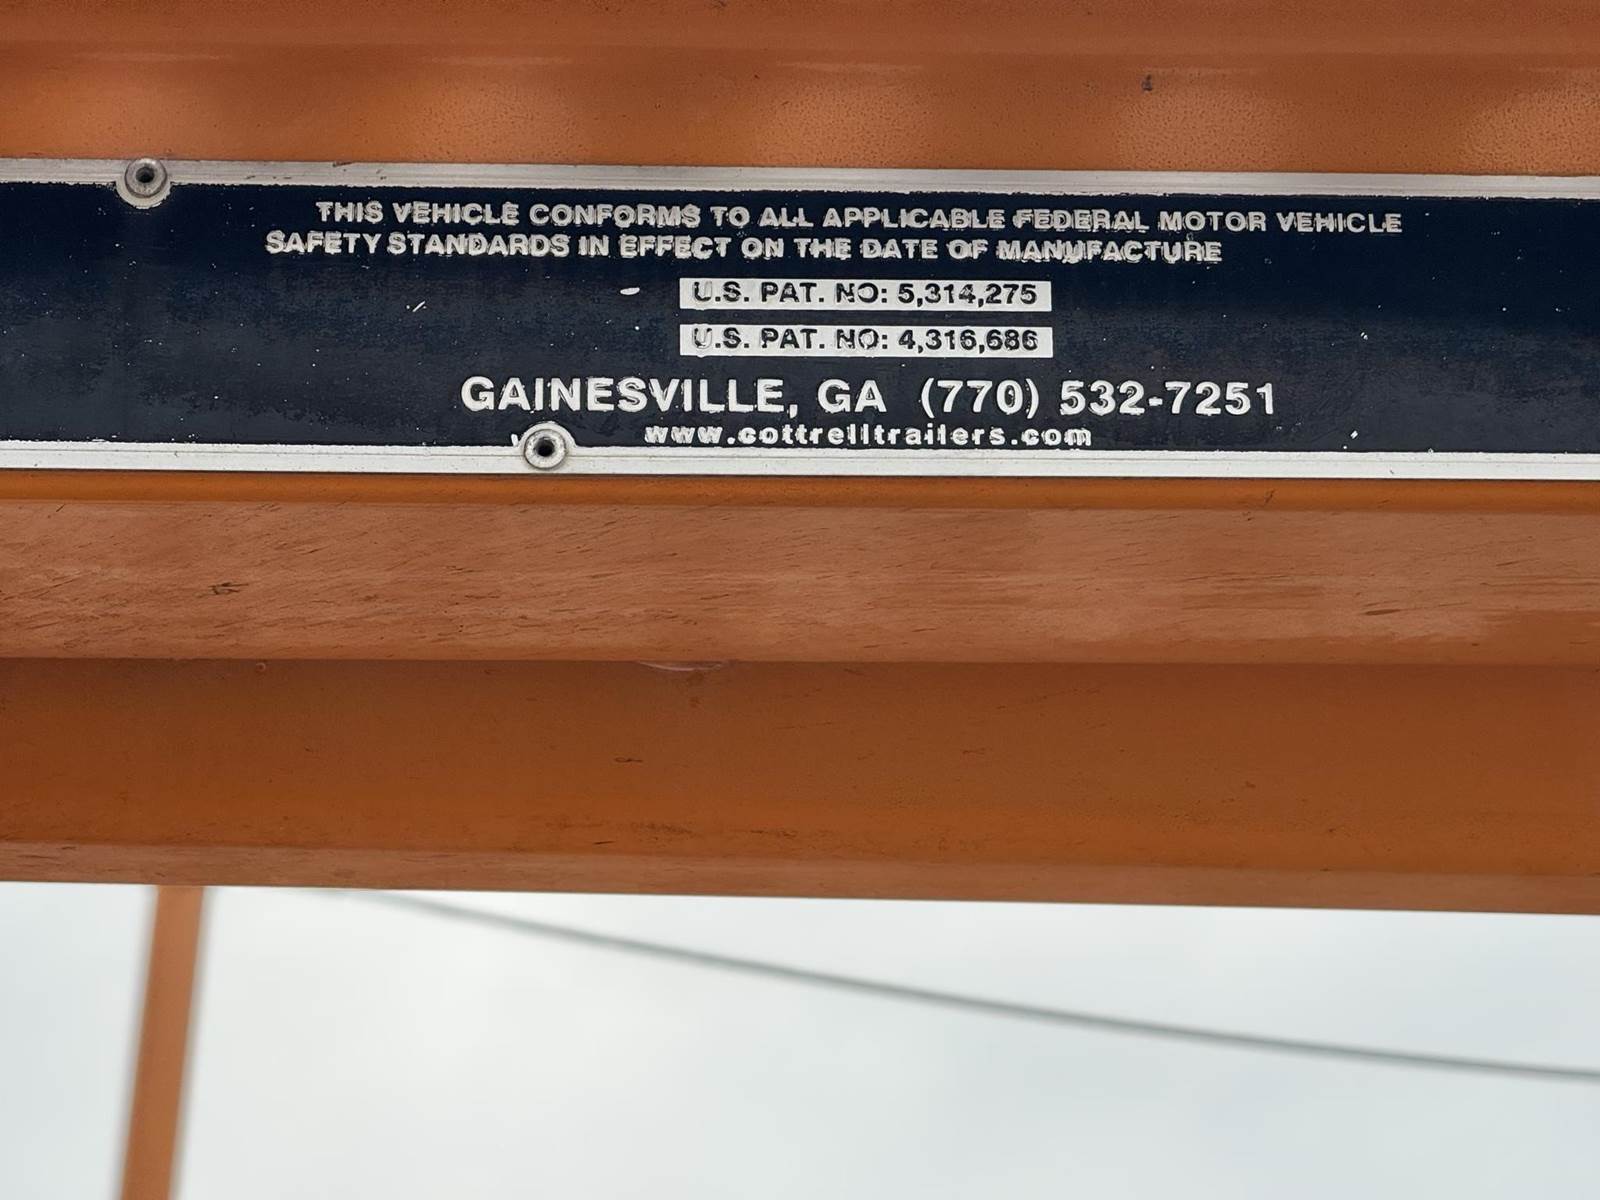 THIS VEHICLE CONFORMS TO ALL APPLICABLE FEDERAL MOTOR VEHICLE
SAFETY STANDARDS IN EFFECT ON THE DATE OF MANUFACTURE
U.S. PAT. NO: 5,314,275
U.S. PAT. NO: 4,316,686
GAINESVILLE, GA (770) 532-7251
www.cottrelltrailers.com